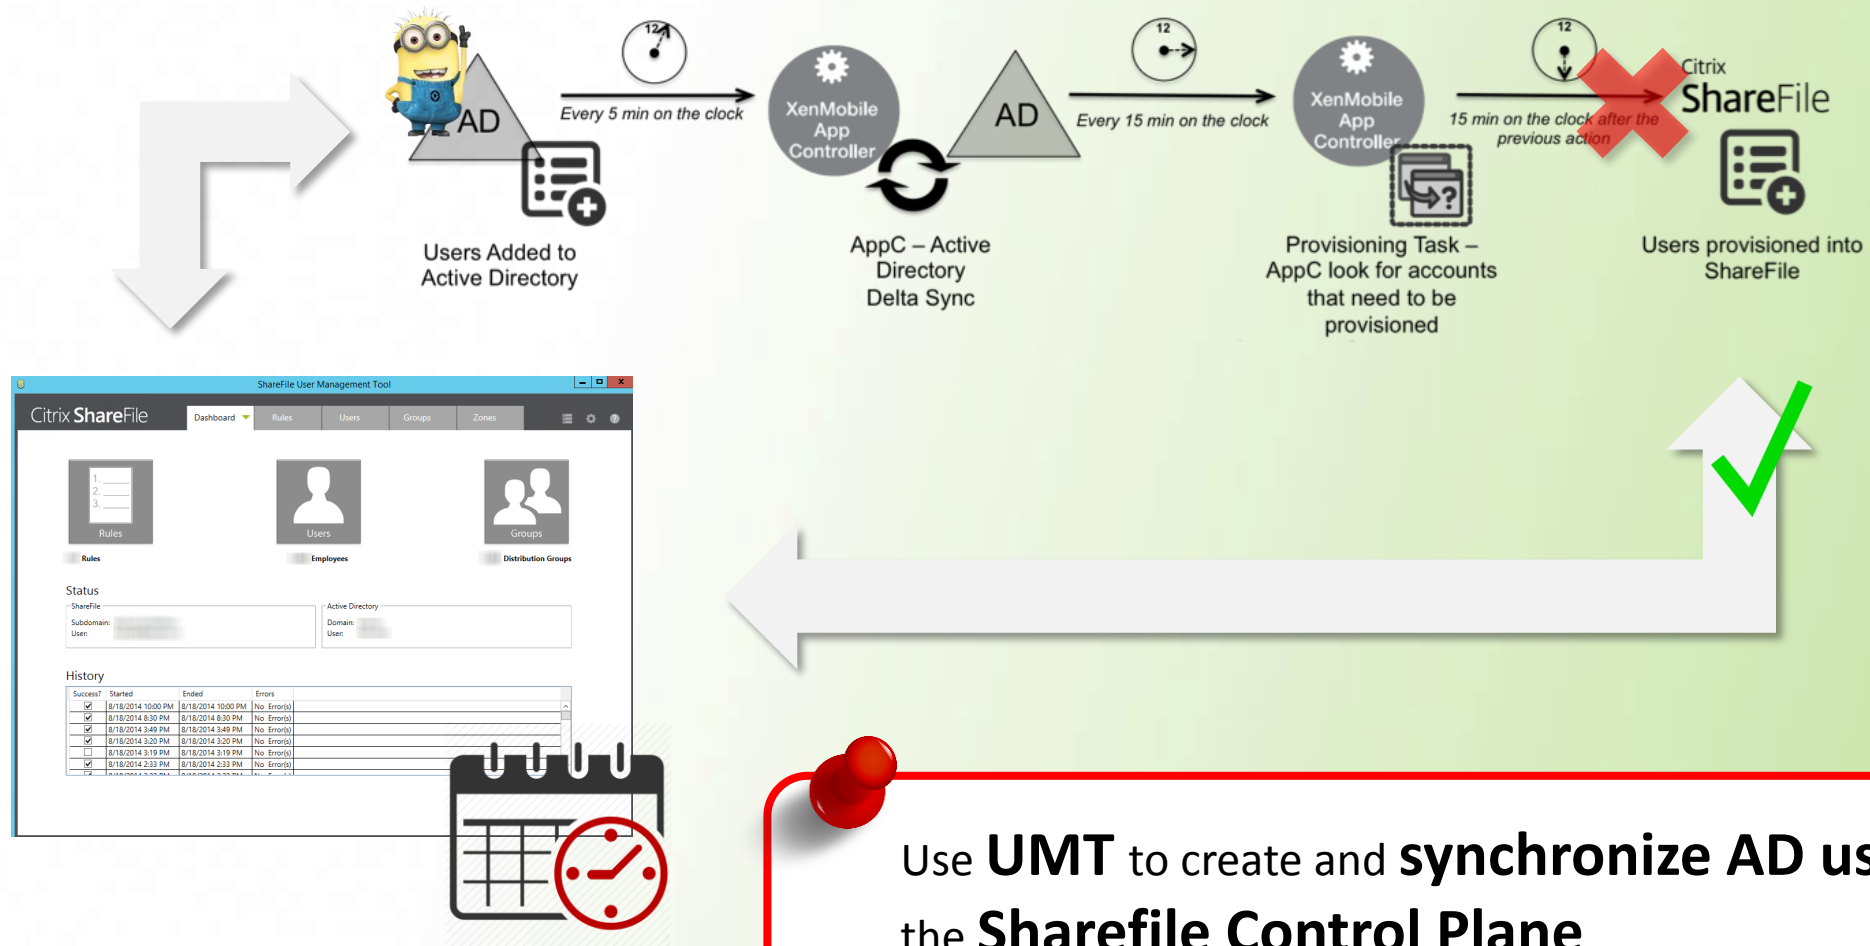 12
12
12
AD
Every 5 min on the clock
XenMobile
App
Controller
AD
Every 15 min on the clock
XenMobile
App
Controller
15 min on the clock after the
previous action
Citrix
ShareFile
Users Added to
Active Directory
AppC – Active
Directory
Delta Sync
Provisioning Task –
AppC look for accounts
that need to be
provisioned
Users provisioned into
ShareFile
ShareFile User Management Tool
Citrix ShareFile
Dashboard Rules Users Groups Zones
1.
2.
3.
Rules
Users
Groups
Rules
Employees
Distribution Groups
Status
ShareFile
Subdomain:
User:
Active Directory
Domain:
User:
History
Success? Started Ended Errors
8/18/2014 10:00 PM 8/18/2014 10:00 PM No Error(s)
8/18/2014 8:30 PM 8/18/2014 8:30 PM No Error(s)
8/18/2014 3:49 PM 8/18/2014 3:49 PM No Error(s)
8/18/2014 3:20 PM 8/18/2014 3:20 PM No Error(s)
8/18/2014 3:19 PM 8/18/2014 3:19 PM No Error(s)
8/18/2014 2:33 PM 8/18/2014 2:33 PM No Error(s)
Use UMT to create and synchronize AD us
the Sharefile Control Plane